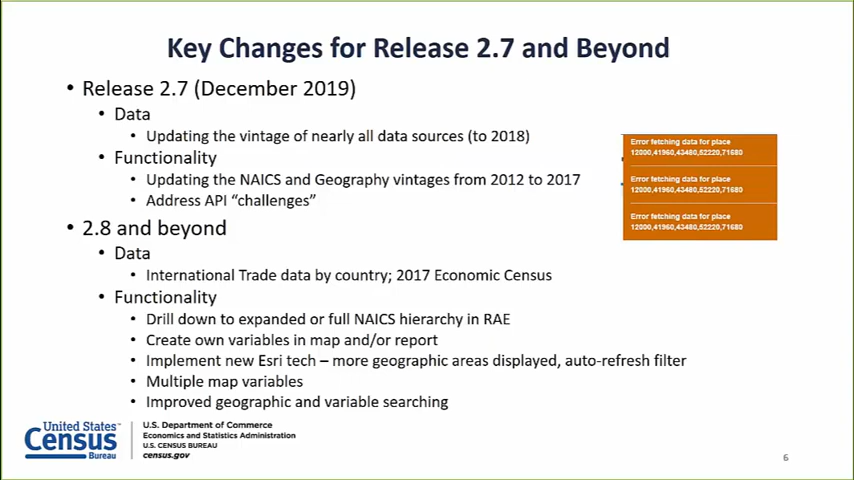 Key Changes for Release 2.7 and Beyond
• Release 2.7 (December 2019)
• Data
• Updating the vintage of nearly all data sources (to 2018)
• Functionality
• Updating the NAICS and Geography vintages from 2012 to 2017
• Address API “challenges”
Error fetching data for place
12000,41960,43480,52220,71680
Error fetching data for place
12000,41960,43480,52220,71680
Error fetching data for place
12000,41960,43480,52220,71680
• 2.8 and beyond
• Data
• International Trade data by country; 2017 Economic Census
• Functionality
• Drill down to expanded or full NAICS hierarchy in RAE
• Create own variables in map and/or report
• Implement new Esri tech – more geographic areas displayed, auto-refresh filter
• Multiple map variables
• Improved geographic and variable searching
United States™
Census
Bureau
U.S. Department of Commerce
Economics and Statistics Administration
U.S. CENSUS BUREAU
census.gov
6